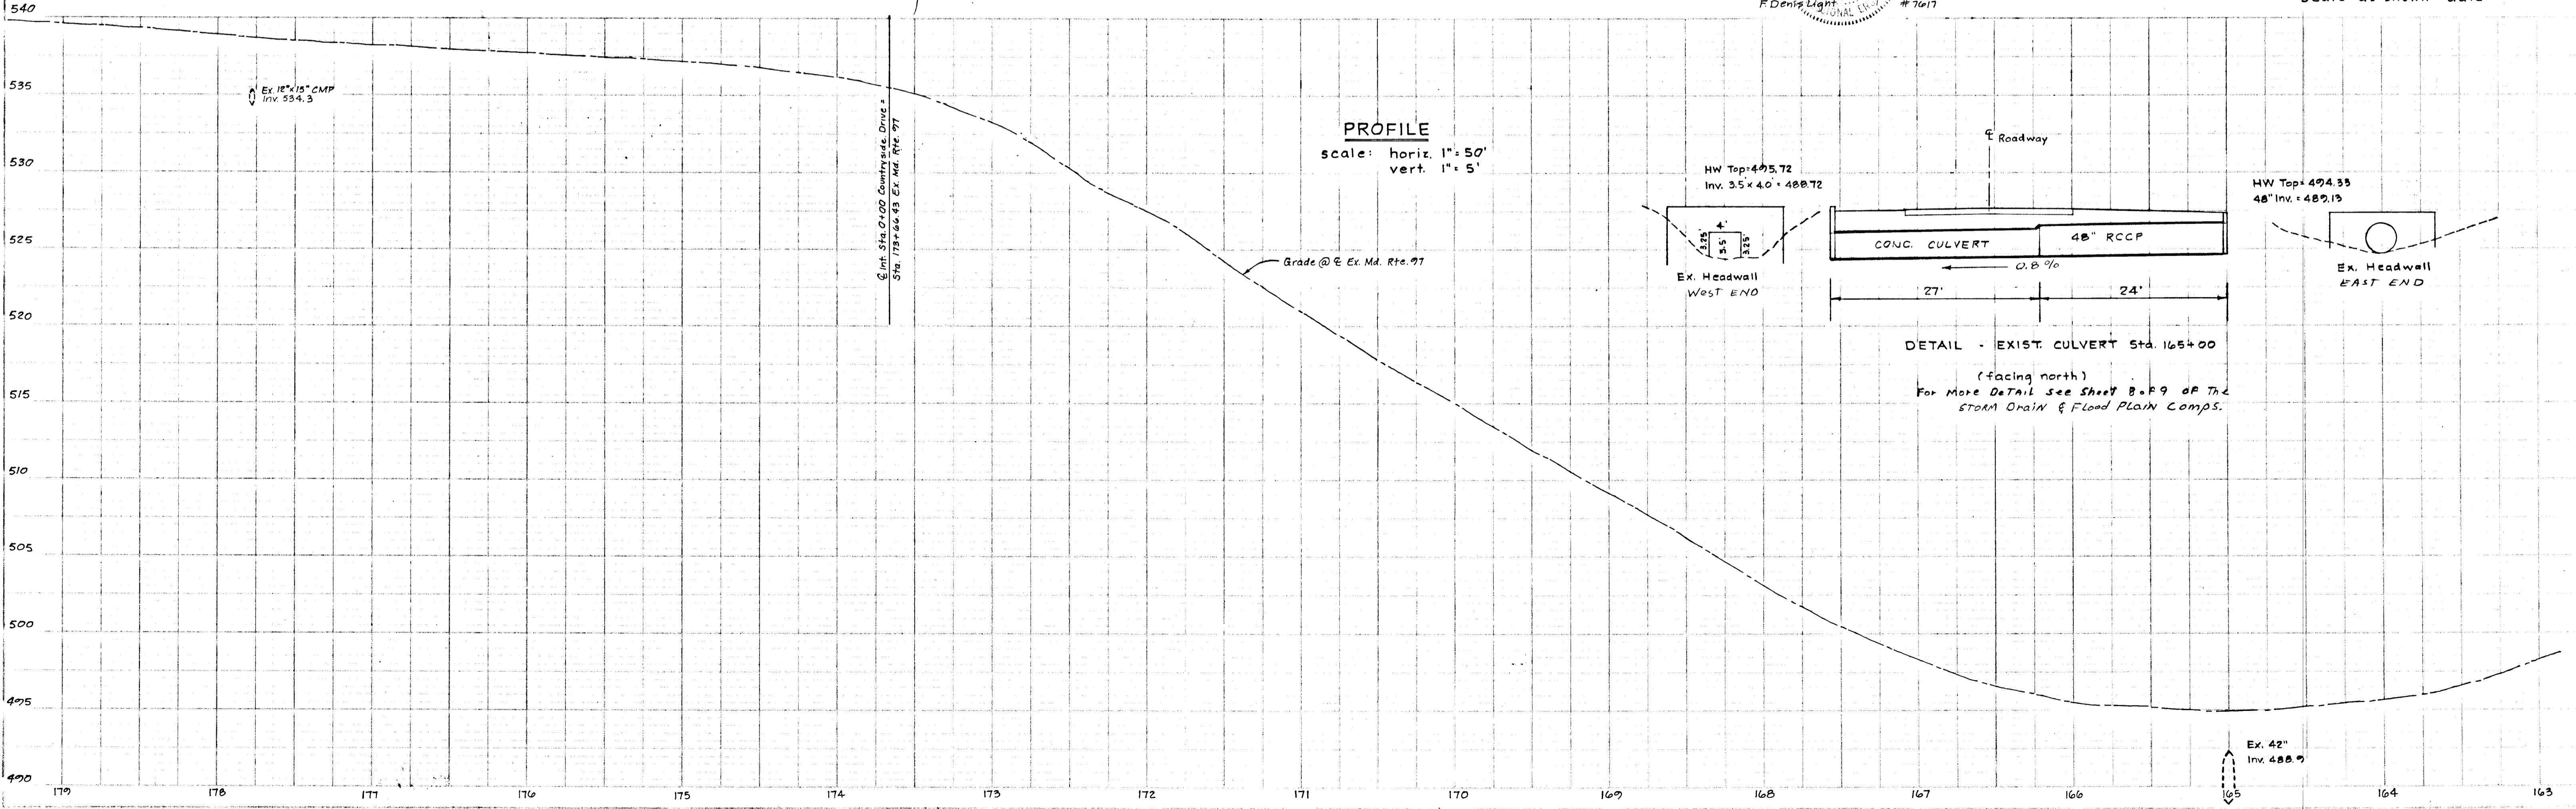 540
F. Denis Light
#7617
Scale as shown
535
Ex. 12"x15" CMP
Inv. 534.3
530
525
520
515
510
505
500
495
490
℄ Int. Sta. 0+00 Countryside Drive =
Sta. 173+66.43 Ex. Md. Rte. 97
PROFILE
scale: horiz. 1"=50'
vert. 1"=5'
Grade @ ℄ Ex. Md. Rte. 97
HW Top=495.72
Inv. 3.5'x4.0'=488.72
4'
3.25'
3.5'
3.25'
Ex. Headwall
WEST END
℄ Roadway
CONC. CULVERT
48" RCCP
0.8 %
27'
24'
HW Top=494.33
48" Inv.=489.13
Ex. Headwall
EAST END
DETAIL - EXIST. CULVERT Sta. 165+00
(facing north)
For More DeTAil See Sheet 8 of 9 of The
STORM DraiN & Flood PlaiN Comps.
Ex. 42"
Inv. 488.9
179 178 177 176 175 174 173 172 171 170 169 168 167 166 165 164 163